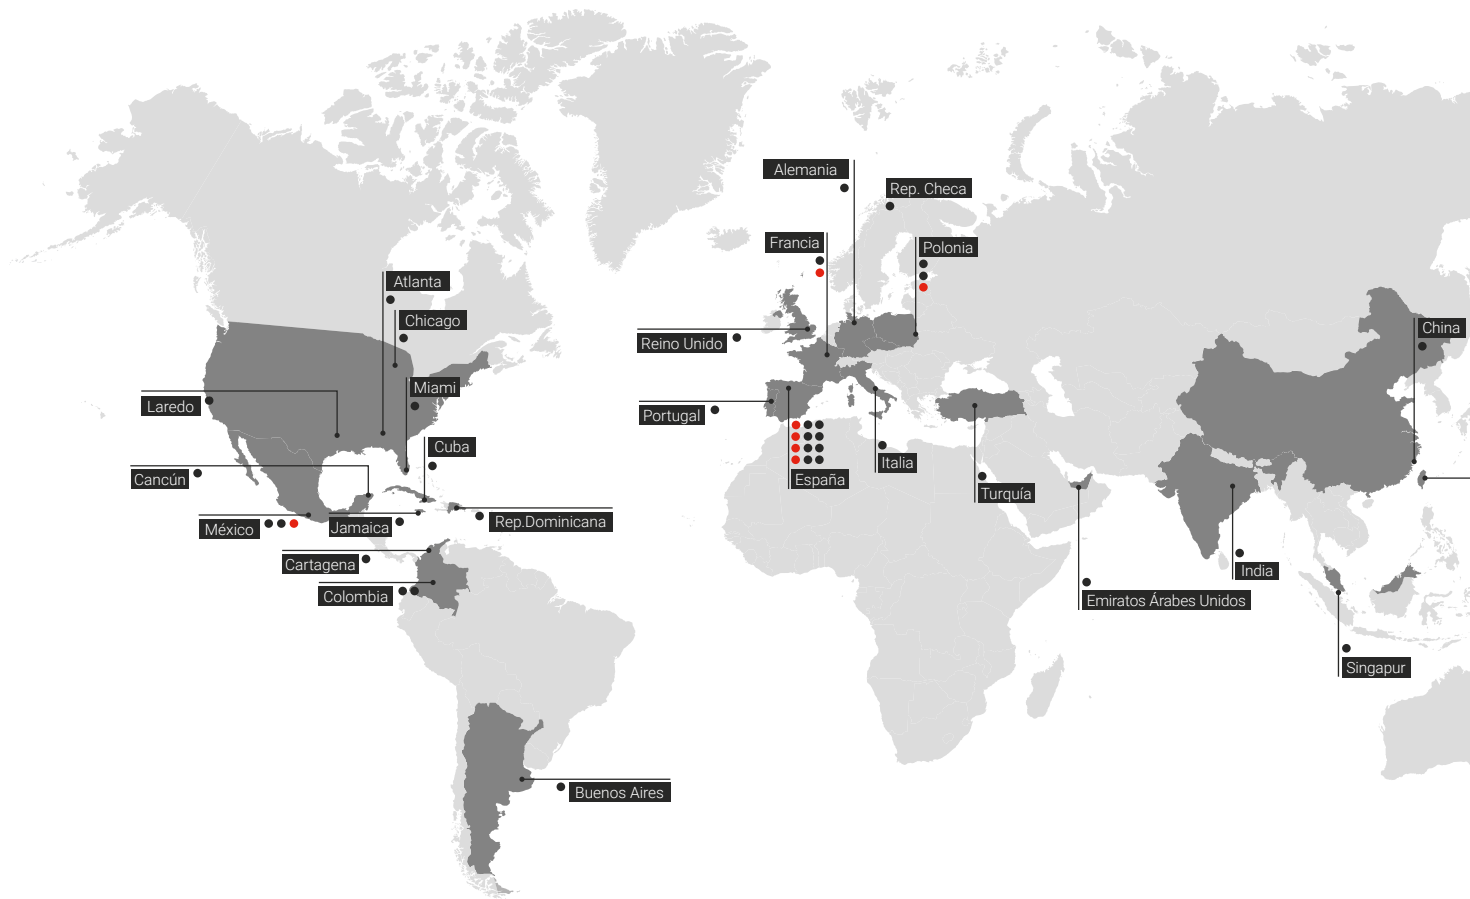 Alemania
Rep. Checa
Francia
Polonia
Atlanta
Chicago
China
Reino Unido
Miami
Laredo
Portugal
Cuba
Italia
Cancún
España
Turquía
Rep.Dominicana
México
Jamaica
Cartagena
India
Colombia
Emiratos Árabes Unidos
Singapur
Buenos Aires